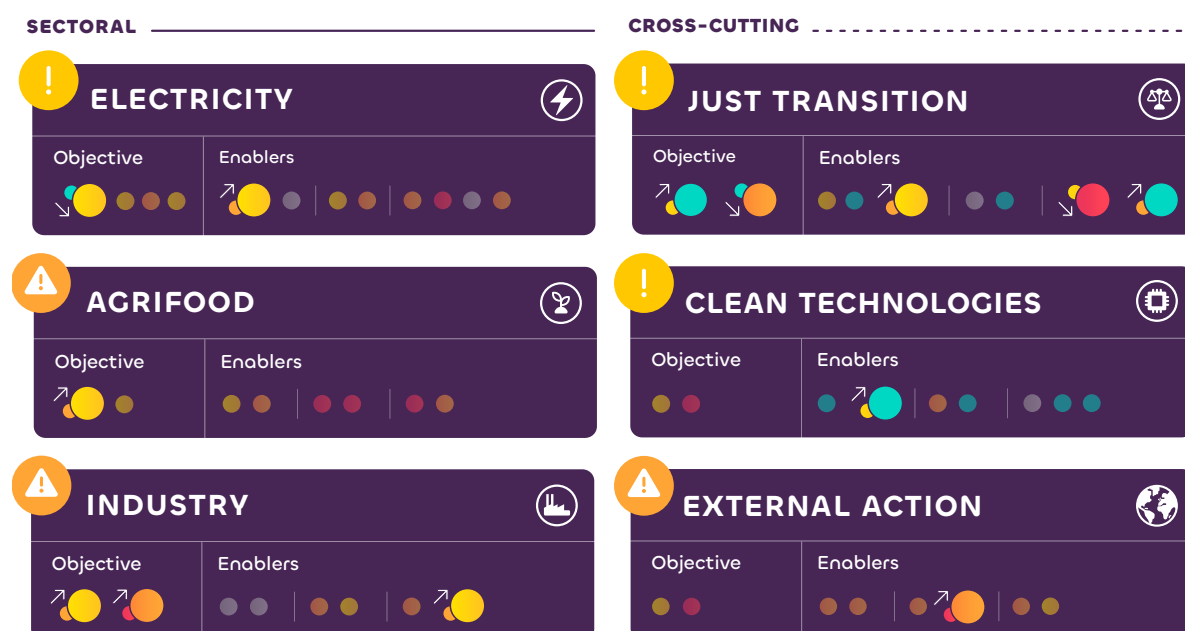 SECTORAL
ELECTRICITY
Objective
Enablers
AGRIFOOD
Objective
Enablers
INDUSTRY
Objective
Enablers
CROSS-CUTTING
JUST TRANSITION
Objective
Enablers
CLEAN TECHNOLOGIES
Objective
Enablers
EXTERNAL ACTION
Objective
Enablers